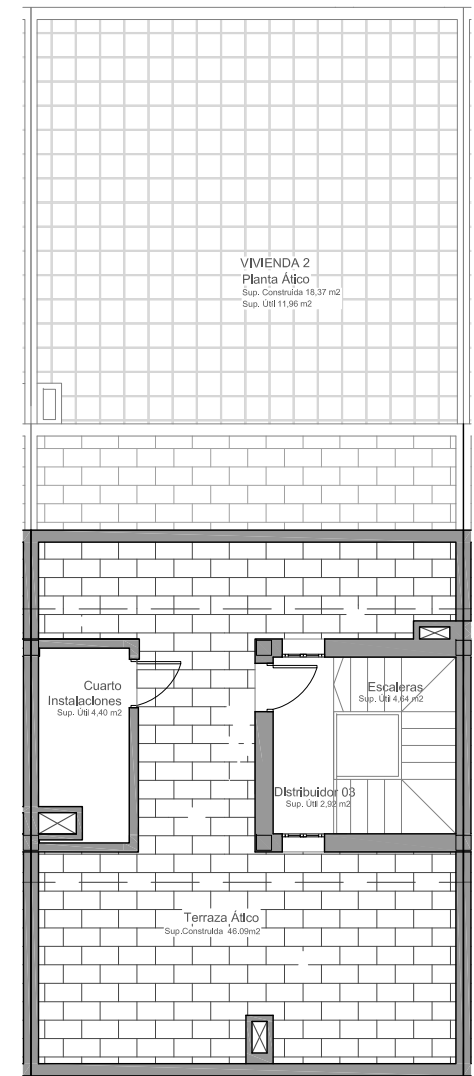 VIVIENDA 2
Planta Ático
Sup. Construida 18,37 m2
Sup. Útil 11,96 m2
Cuarto
Instalaciones
Sup. Útil 4,40 m2
Escaleras
Sup. Útil 4,64 m2
Distribuidor 03
Sup. Útil 2,92 m2
Terraza Ático
Sup.Construida 46.09m2